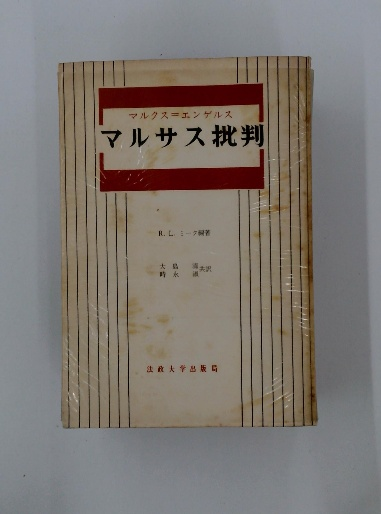 マルクス=エンゲルス
マルサス批判
R. L. ミーク編著
大島 清 共訳
時永 淑
法政大学出版局